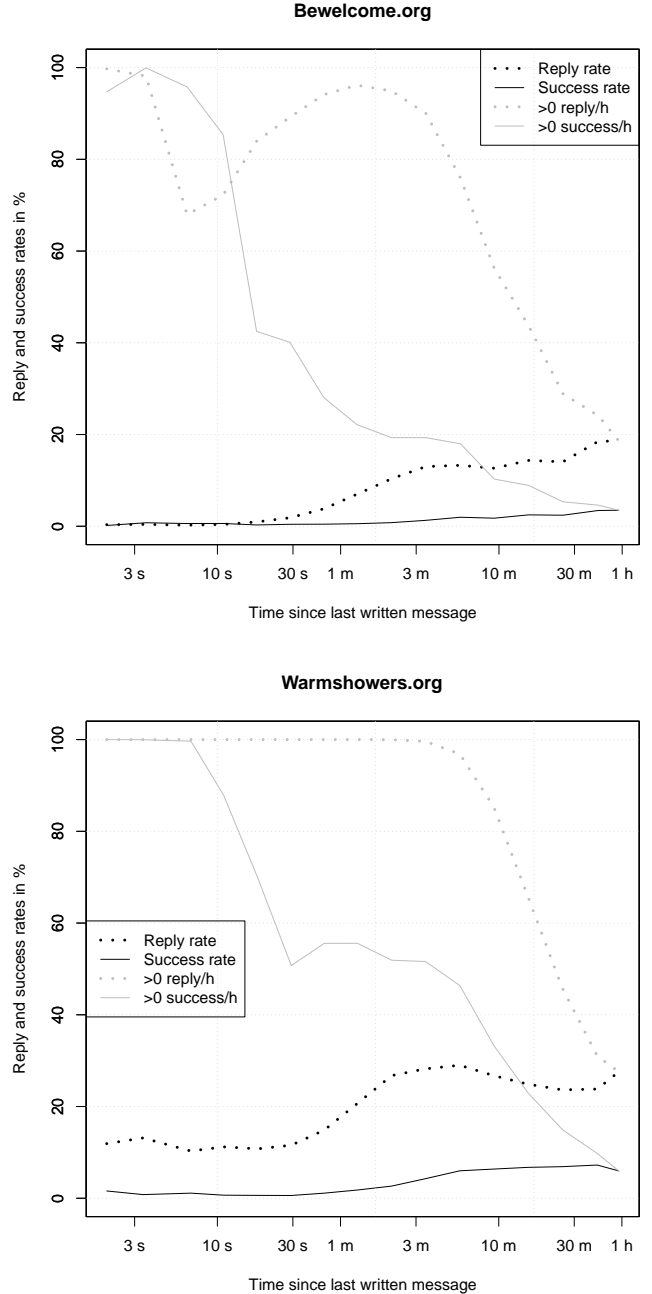 Bewelcome.org
Reply and success rates in %
100
80
60
40
20
0
Reply rate
Success rate
>0 reply/h
>0 success/h
3 s 10 s 30 s 1 m 3 m 10 m 30 m 1 h
Time since last written message
Warmshowers.org
Reply and success rates in %
100
80
60
40
20
0
Reply rate
Success rate
>0 reply/h
>0 success/h
3 s 10 s 30 s 1 m 3 m 10 m 30 m 1 h
Time since last written message